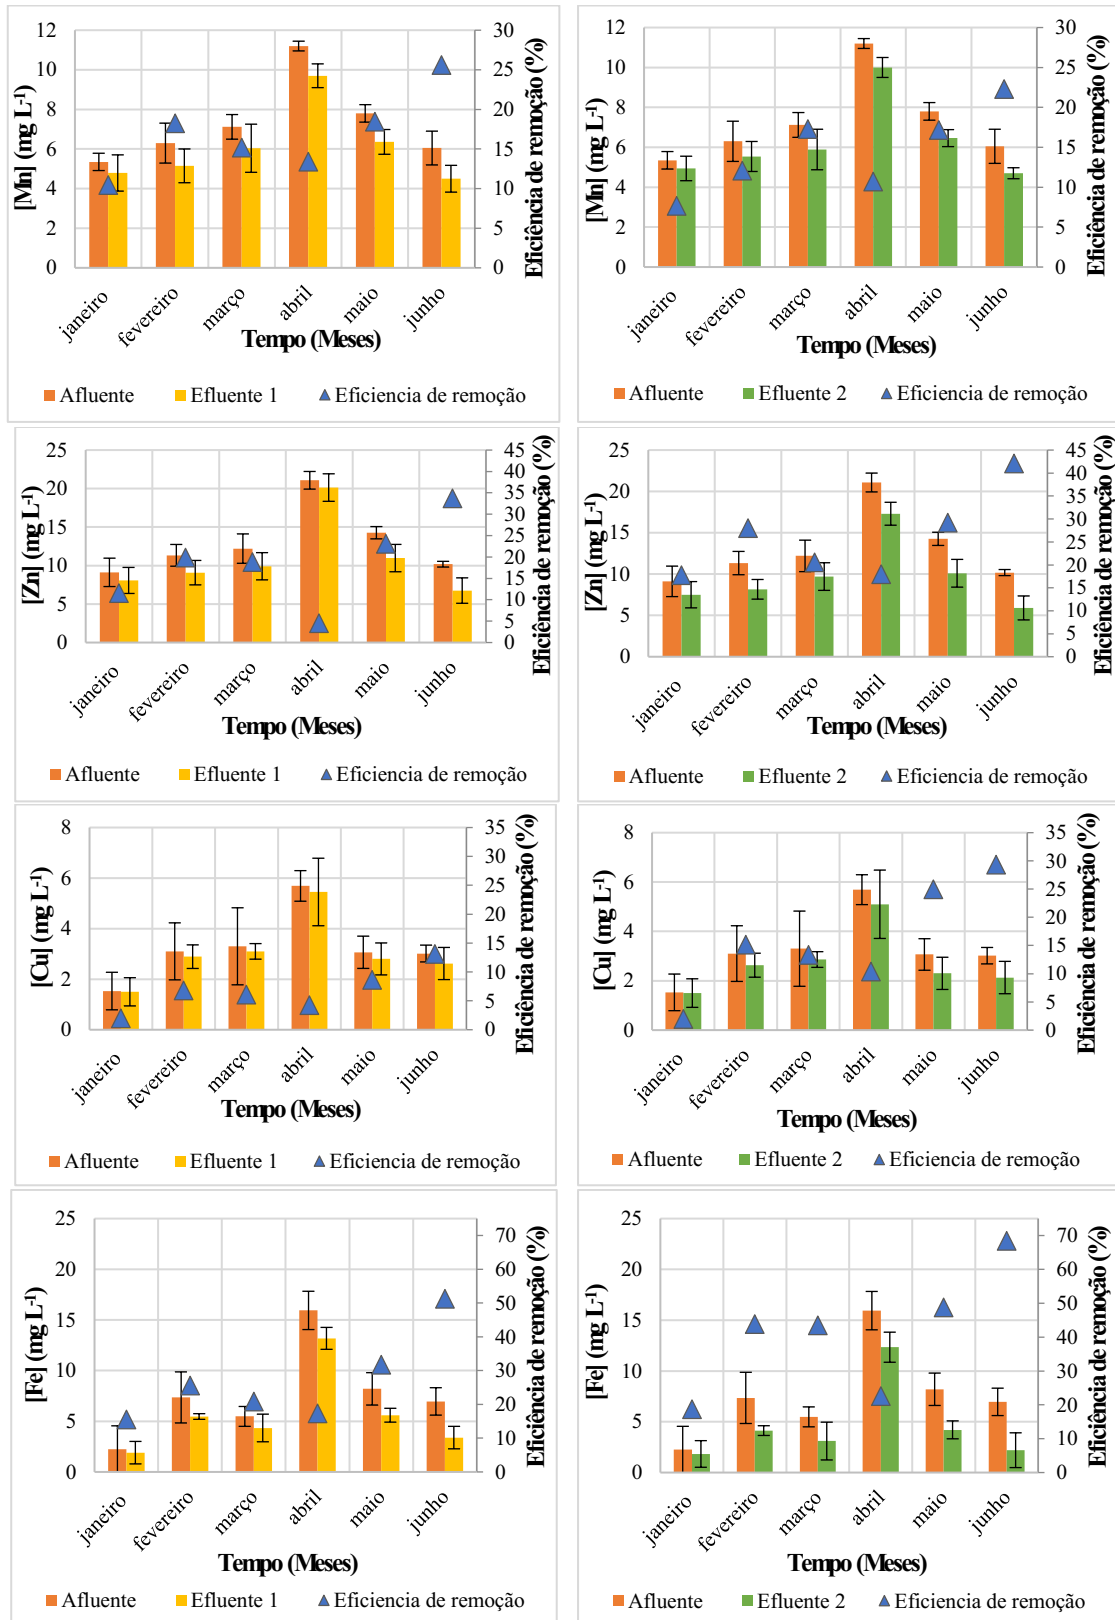 [Mn] (mg L-1)
12
10
8
6
4
2
0
30
25
20
15
10
5
0
Eficiência de remoção (%)
janeiro
fevereiro
março
abril
maio
junho
Tempo (Meses)
Afluente Efluente 1 Eficiencia de remoção
[Mn] (mg L-1)
12
10
8
6
4
2
0
30
25
20
15
10
5
0
Eficiência de remoção (%)
janeiro
fevereiro
março
abril
maio
junho
Tempo (Meses)
Afluente Efluente 2 Eficiencia de remoção
[Zn] (mg L-1)
25
20
15
10
5
0
45
40
35
30
25
20
15
10
5
0
Eficiência de remoção (%)
janeiro
fevereiro
março
abril
maio
junho
Tempo (Meses)
Afluente Efluente 1 Eficiencia de remoção
[Zn] (mg L-1)
25
20
15
10
5
0
45
40
35
30
25
20
15
10
5
0
Eficiência de remoção (%)
janeiro
fevereiro
março
abril
maio
junho
Tempo (Meses)
Afluente Efluente 2 Eficiencia de remoção
[Cu] (mg L-1)
8
6
4
2
0
35
30
25
20
15
10
5
0
Eficiência de remoção (%)
janeiro
fevereiro
março
abril
maio
junho
Tempo (Meses)
Afluente Efluente 1 Eficiencia de remoção
[Cu] (mg L-1)
8
6
4
2
0
35
30
25
20
15
10
5
0
Eficiência de remoção (%)
janeiro
fevereiro
março
abril
maio
junho
Tempo (Meses)
Afluente Efluente 2 Eficiencia de remoção
[Fe] (mg L-1)
25
20
15
10
5
0
70
60
50
40
30
20
10
0
Eficiência de remoção (%)
janeiro
fevereiro
março
abril
maio
junho
Tempo (Meses)
Afluente Efluente 1 Eficiencia de remoção
[Fe] (mg L-1)
25
20
15
10
5
0
70
60
50
40
30
20
10
0
Eficiência de remoção (%)
janeiro
fevereiro
março
abril
maio
junho
Tempo (Meses)
Afluente Efluente 2 Eficiencia de remoção